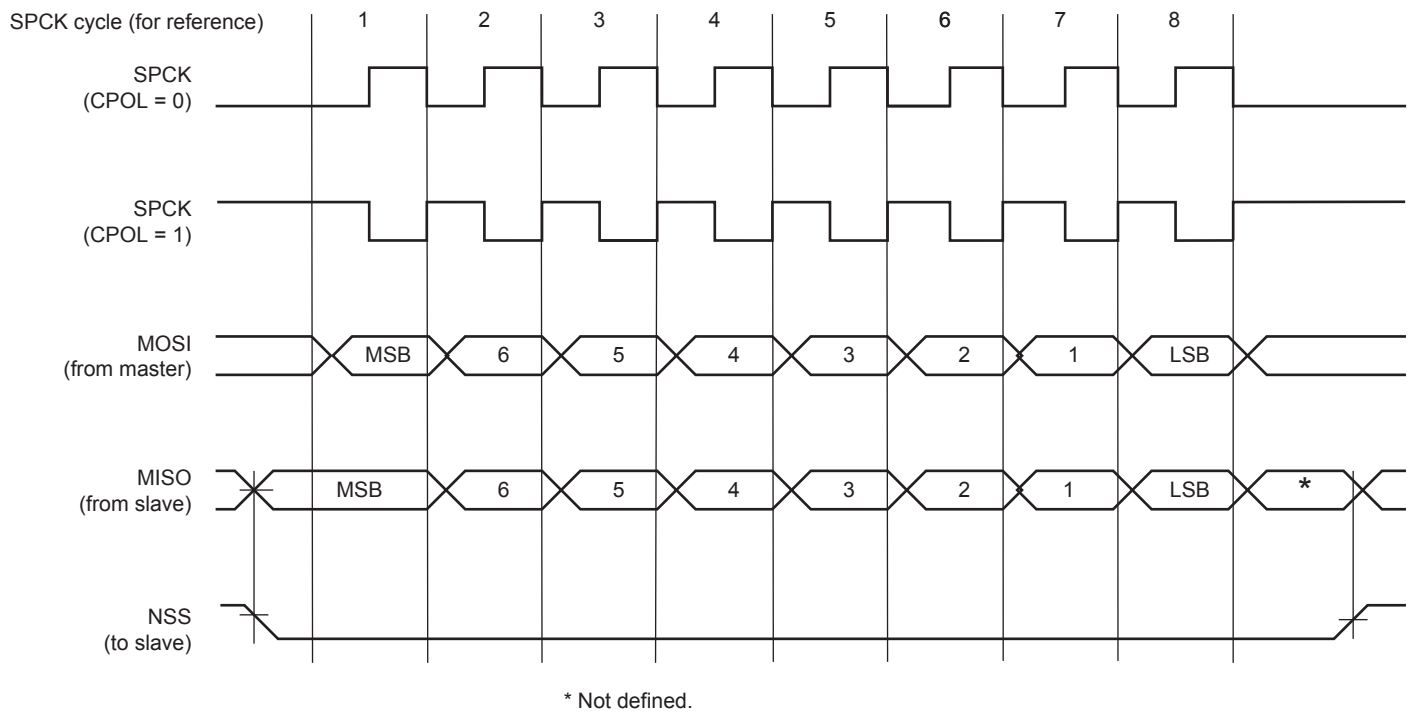 SPCK cycle (for reference) 1 2 3 4 5 6 7 8
SPCK
(CPOL = 0)
SPCK
(CPOL = 1)
MOSI
(from master)
MSB 6 5 4 3 2 1 LSB
MISO
(from slave)
MSB 6 5 4 3 2 1 LSB *
NSS
(to slave)
* Not defined.